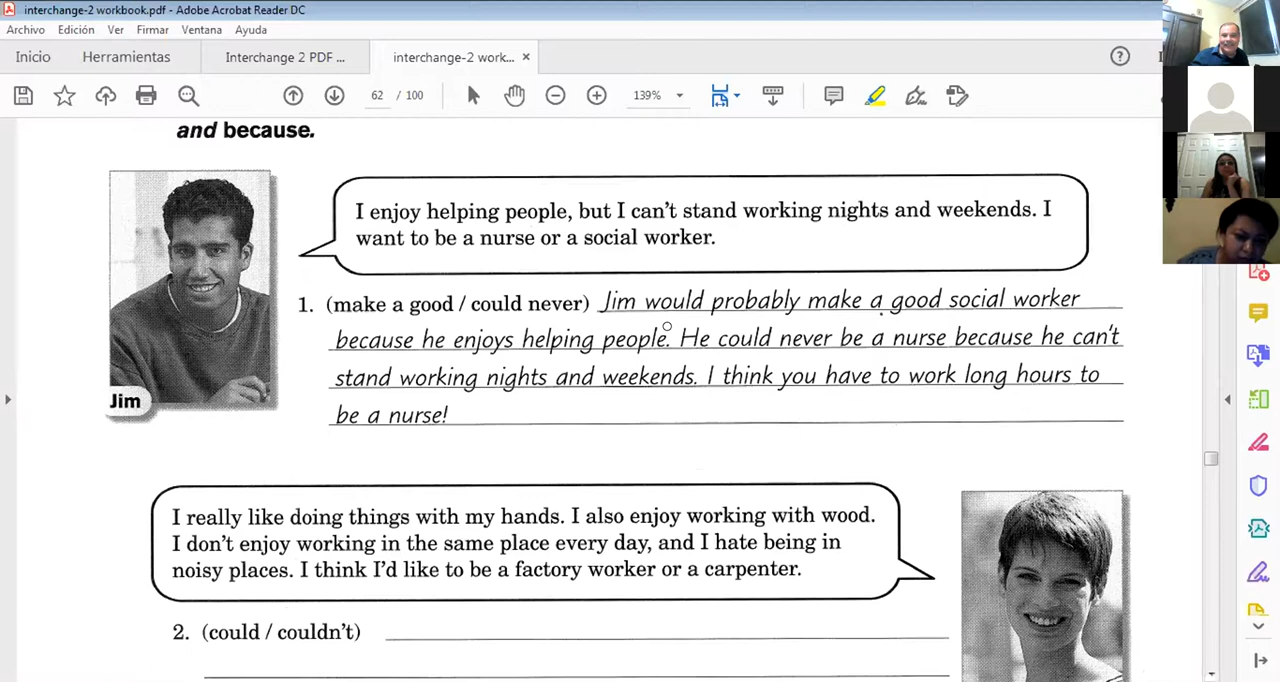 interchange-2 workbook.pdf - Adobe Acrobat Reader DC
Archivo Edición Ver Firmar Ventana Ayuda
Inicio Herramientas Interchange 2 PDF ... interchange-2 work... ×
62 / 100 139%
and because.
I enjoy helping people, but I can't stand working nights and weekends. I
want to be a nurse or a social worker.
1. (make a good / could never) Jim would probably make a good social worker
because he enjoys helping people. He could never be a nurse because he can't
stand working nights and weekends. I think you have to work long hours to
be a nurse!
Jim
I really like doing things with my hands. I also enjoy working with wood.
I don't enjoy working in the same place every day, and I hate being in
noisy places. I think I'd like to be a factory worker or a carpenter.
2. (could / couldn't)